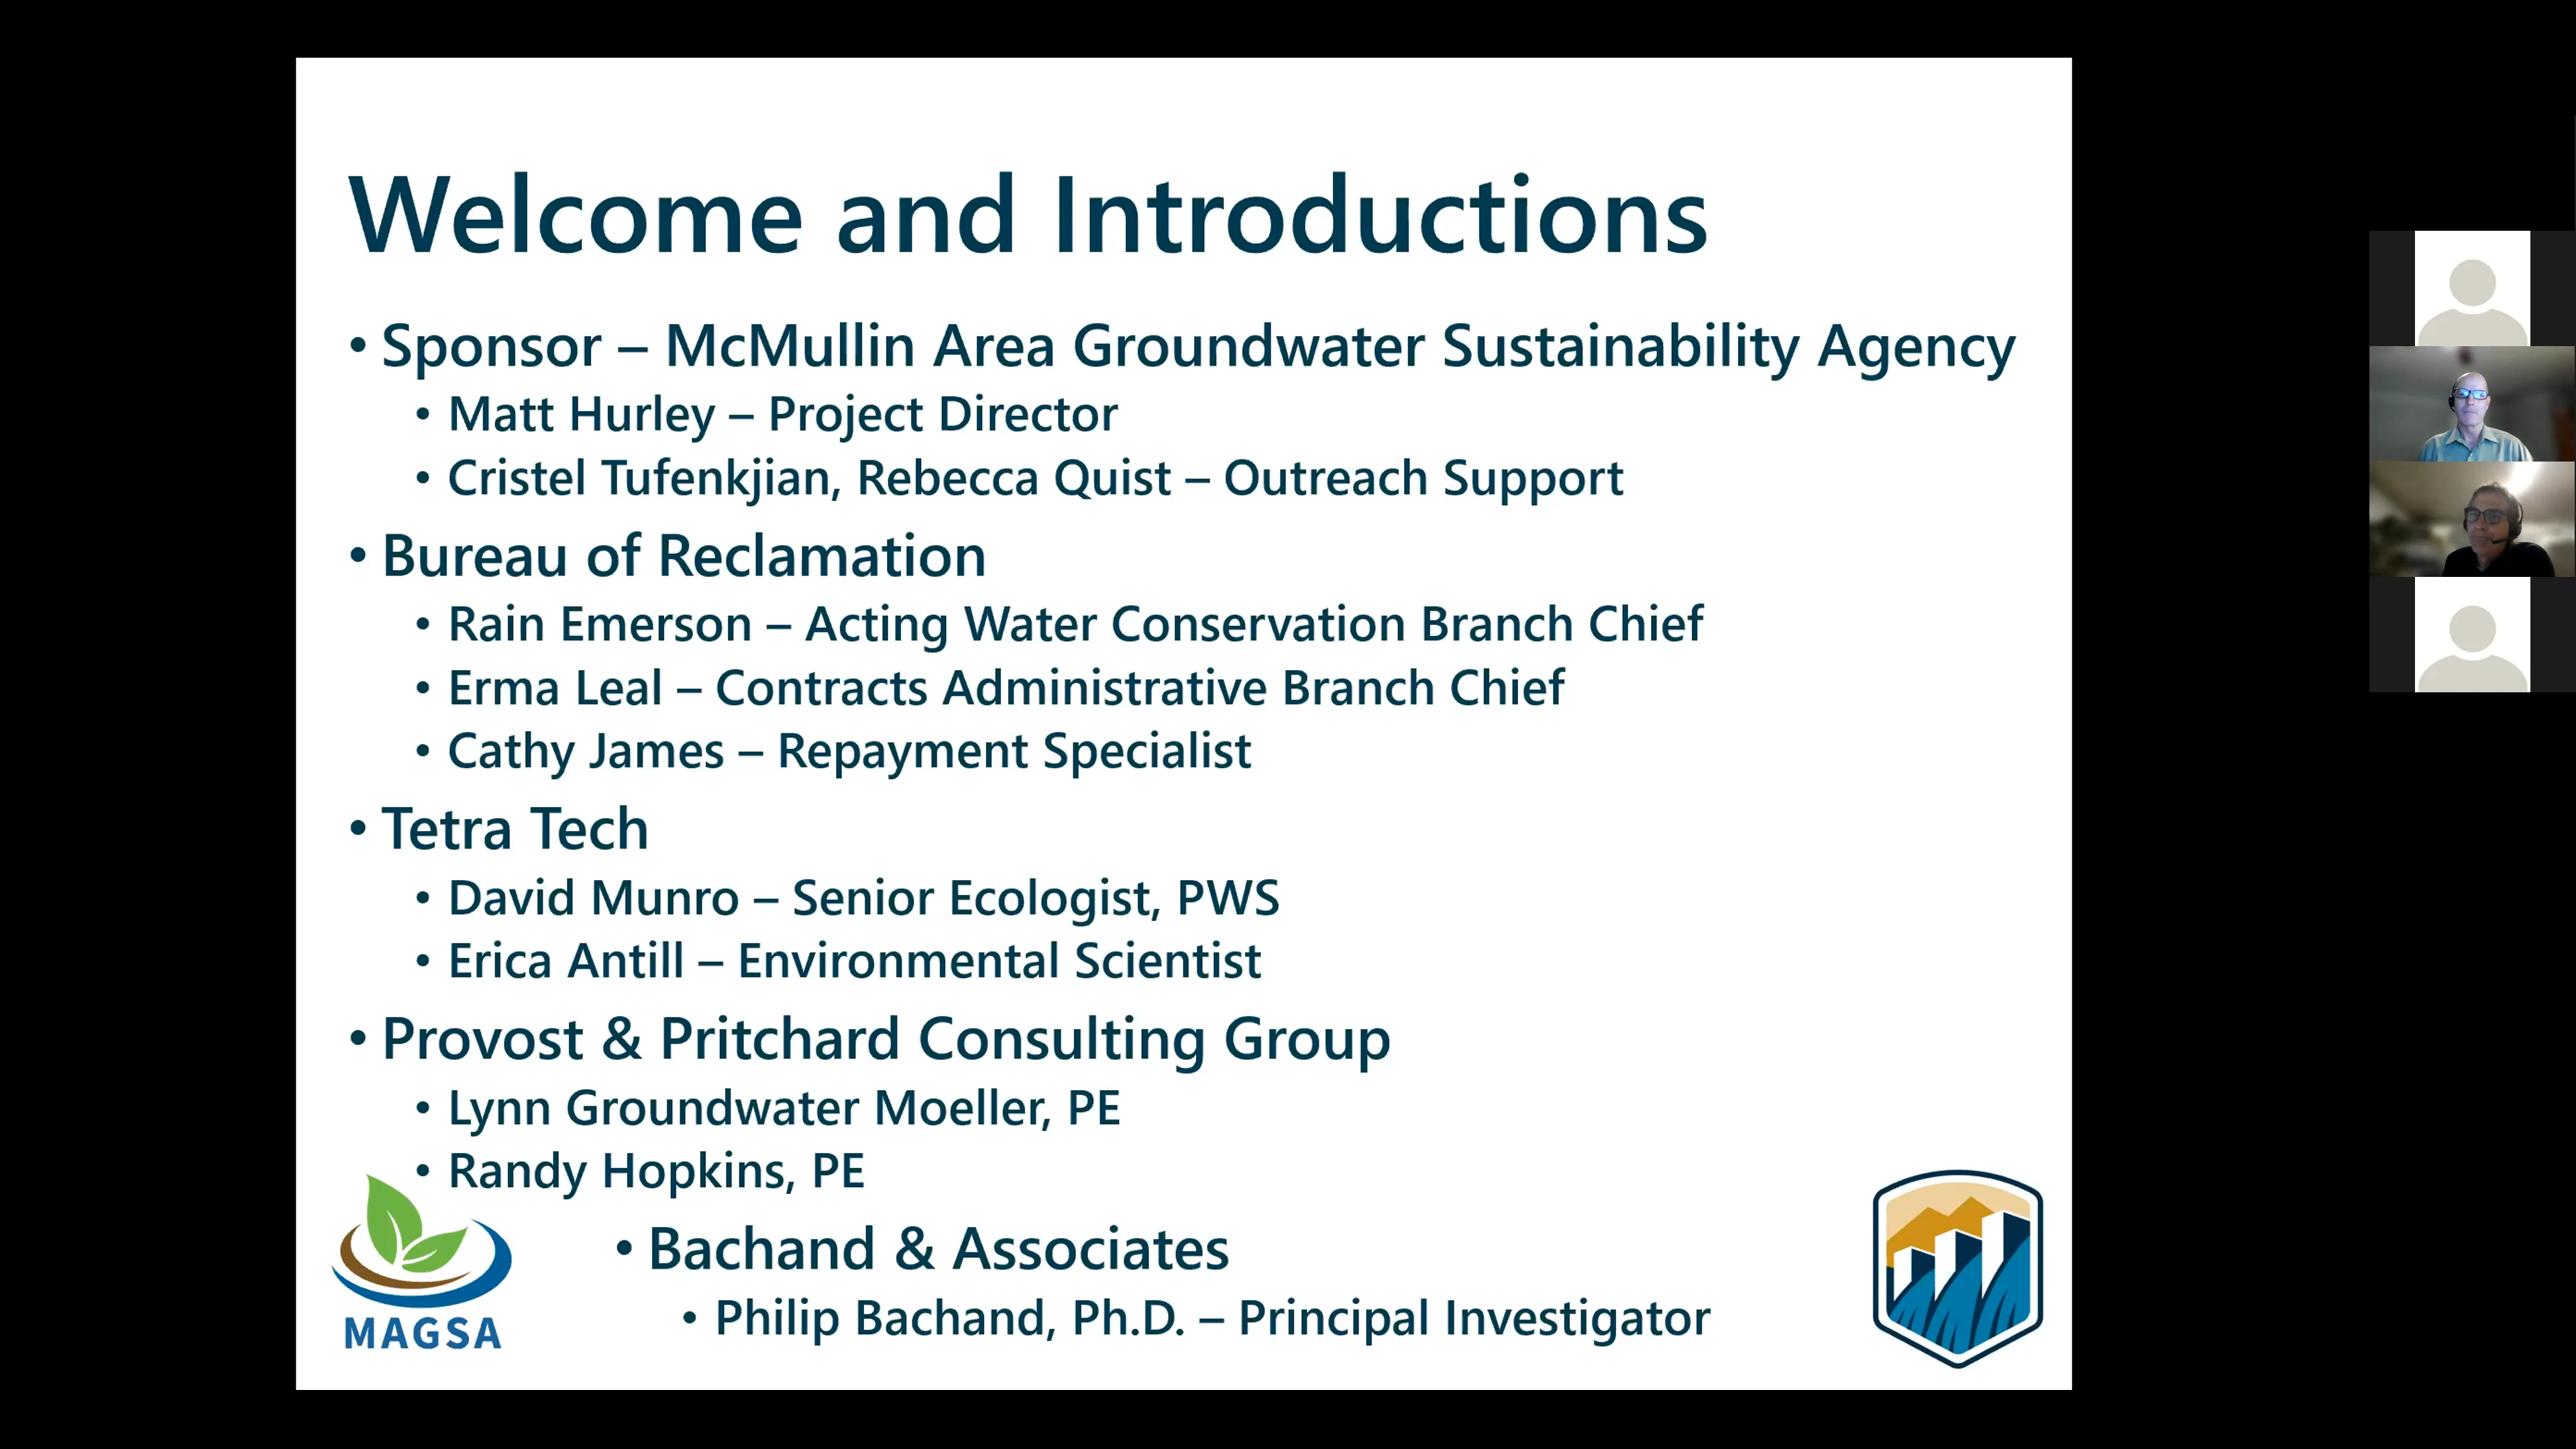 Welcome and Introductions
• Sponsor – McMullin Area Groundwater Sustainability Agency
• Matt Hurley – Project Director
• Cristel Tufenkjian, Rebecca Quist – Outreach Support
• Bureau of Reclamation
• Rain Emerson – Acting Water Conservation Branch Chief
• Erma Leal – Contracts Administrative Branch Chief
• Cathy James – Repayment Specialist
• Tetra Tech
• David Munro – Senior Ecologist, PWS
• Erica Antill – Environmental Scientist
• Provost & Pritchard Consulting Group
• Lynn Groundwater Moeller, PE
• Randy Hopkins, PE
• Bachand & Associates
• Philip Bachand, Ph.D. – Principal Investigator
MAGSA